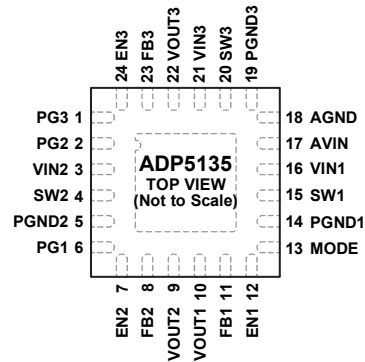 24 EN3
23 FB3
22 VOUT3
21 VIN3
20 SW3
19 PGND3
PG3 1
PG2 2
VIN2 3
SW2 4
PGND2 5
PG1 6
ADP5135
TOP VIEW
(Not to Scale)
18 AGND
17 AVIN
16 VIN1
15 SW1
14 PGND1
13 MODE
EN2 7
FB2 8
VOUT2 9
VOUT1 10
FB1 11
EN1 12